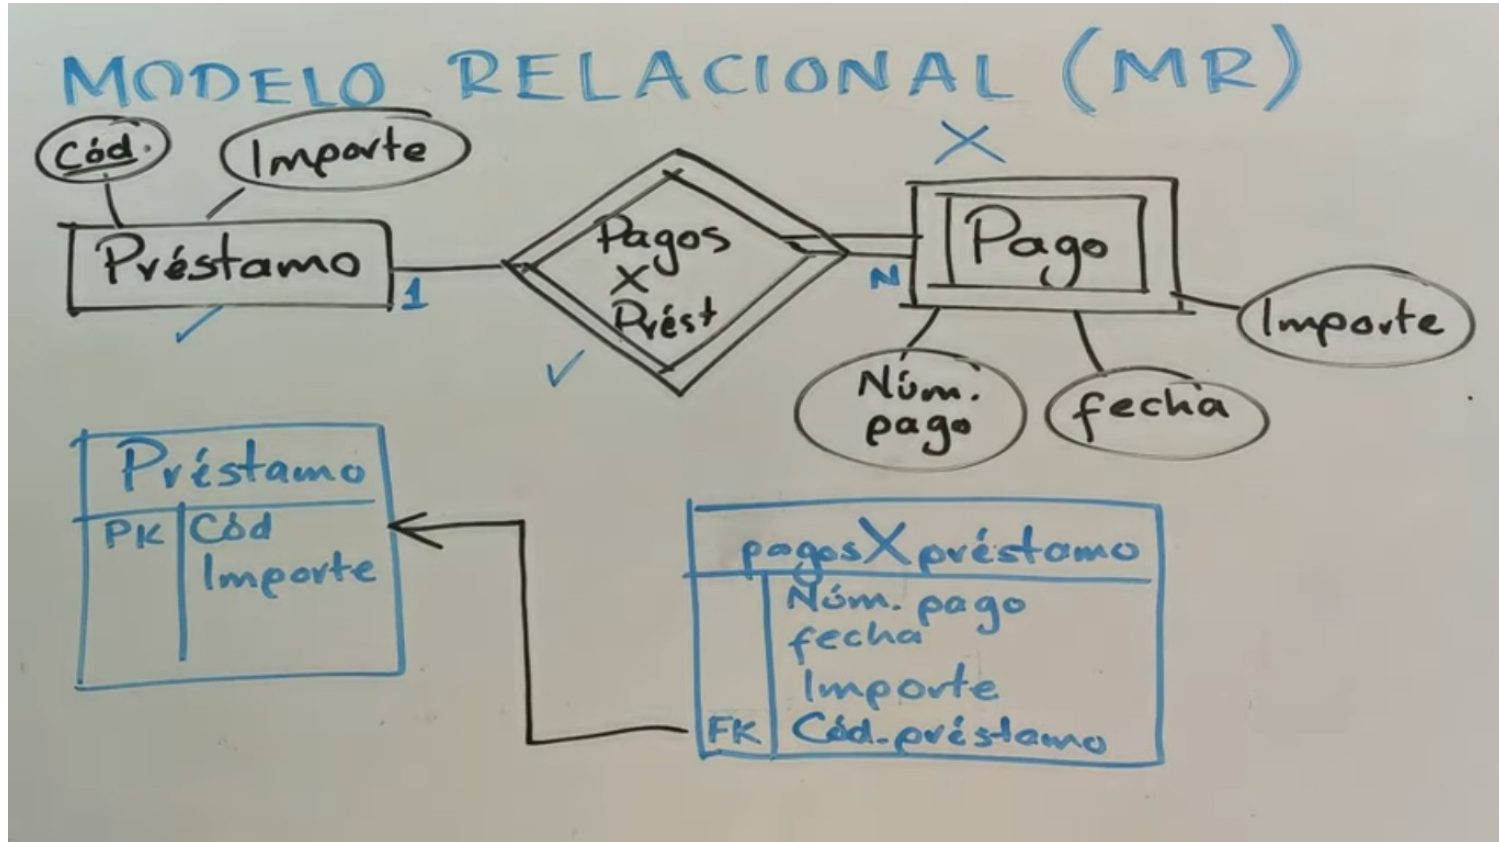 MODELO RELACIONAL (MR)
Cód.
Importe
Préstamo
1
Pagos
X
Prést
N
Pago
Importe
Núm.
pago
fecha
Préstamo
PK Cód
Importe
pagosXpréstamo
Núm. pago
fecha
Importe
FK Cód.préstamo